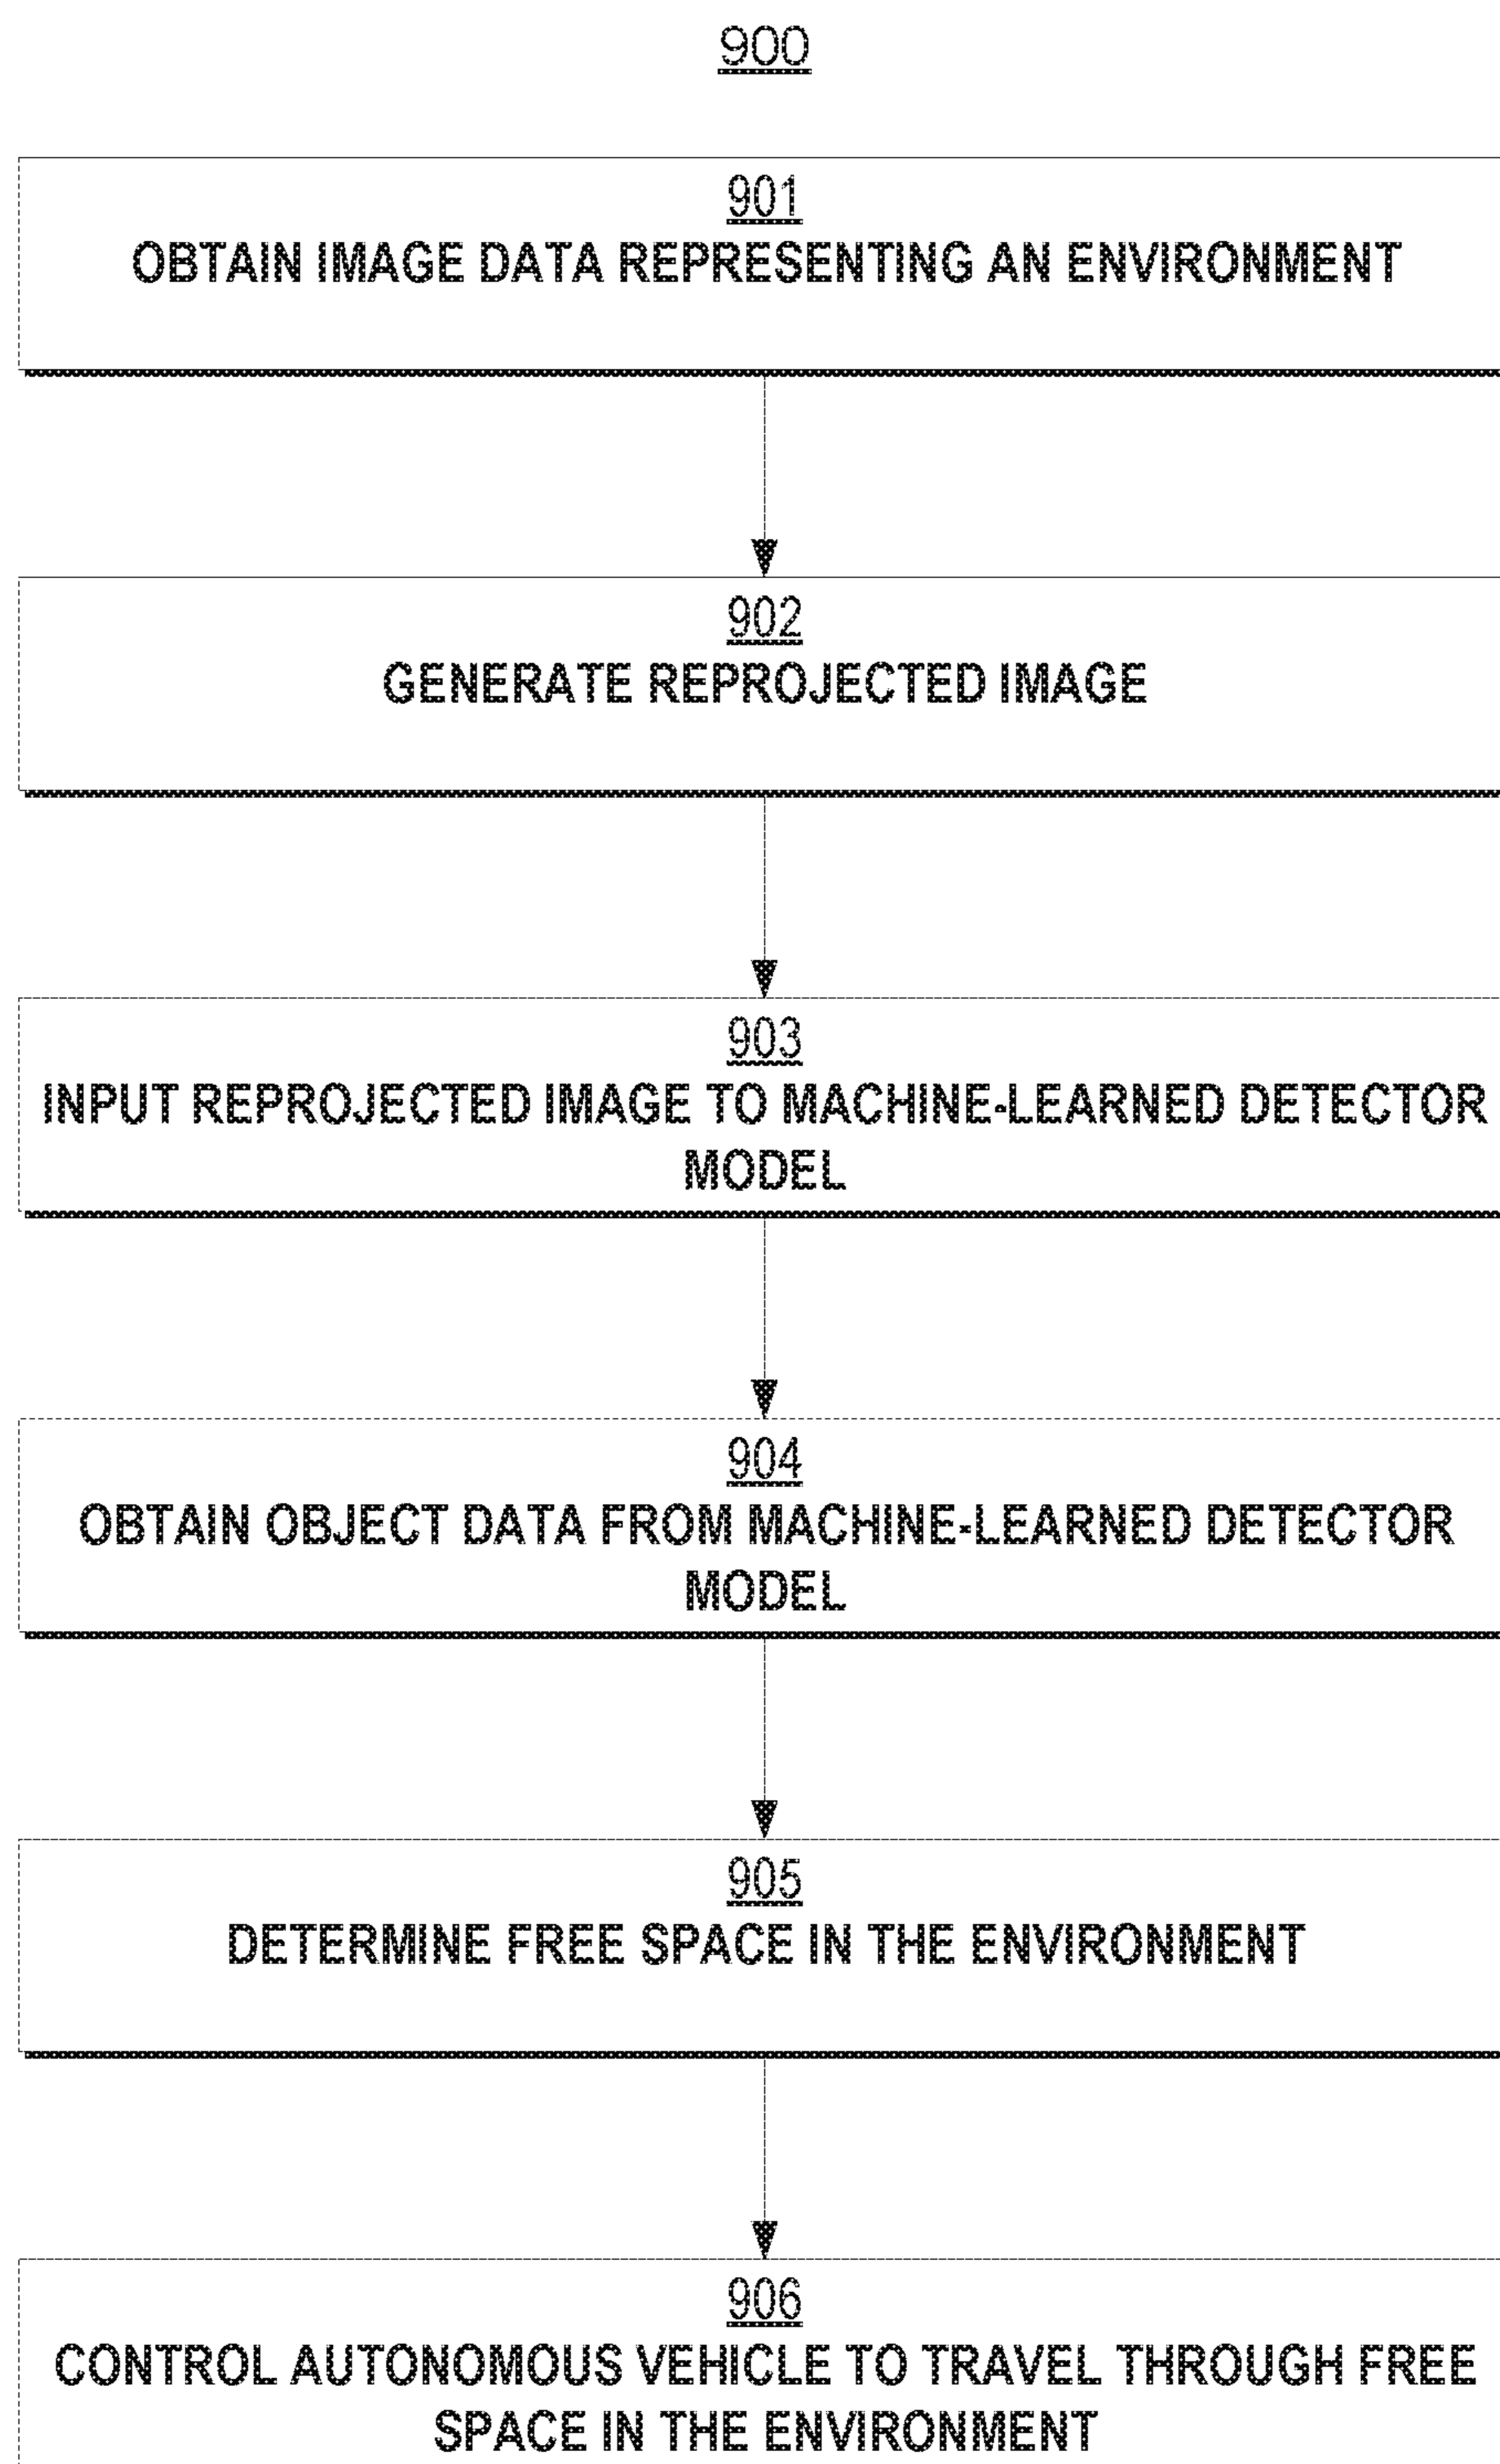 900
901
OBTAIN IMAGE DATA REPRESENTING AN ENVIRONMENT
902
GENERATE REPROJECTED IMAGE
903
INPUT REPROJECTED IMAGE TO MACHINE-LEARNED DETECTOR
MODEL
904
OBTAIN OBJECT DATA FROM MACHINE-LEARNED DETECTOR
MODEL
905
DETERMINE FREE SPACE IN THE ENVIRONMENT
906
CONTROL AUTONOMOUS VEHICLE TO TRAVEL THROUGH FREE
SPACE IN THE ENVIRONMENT